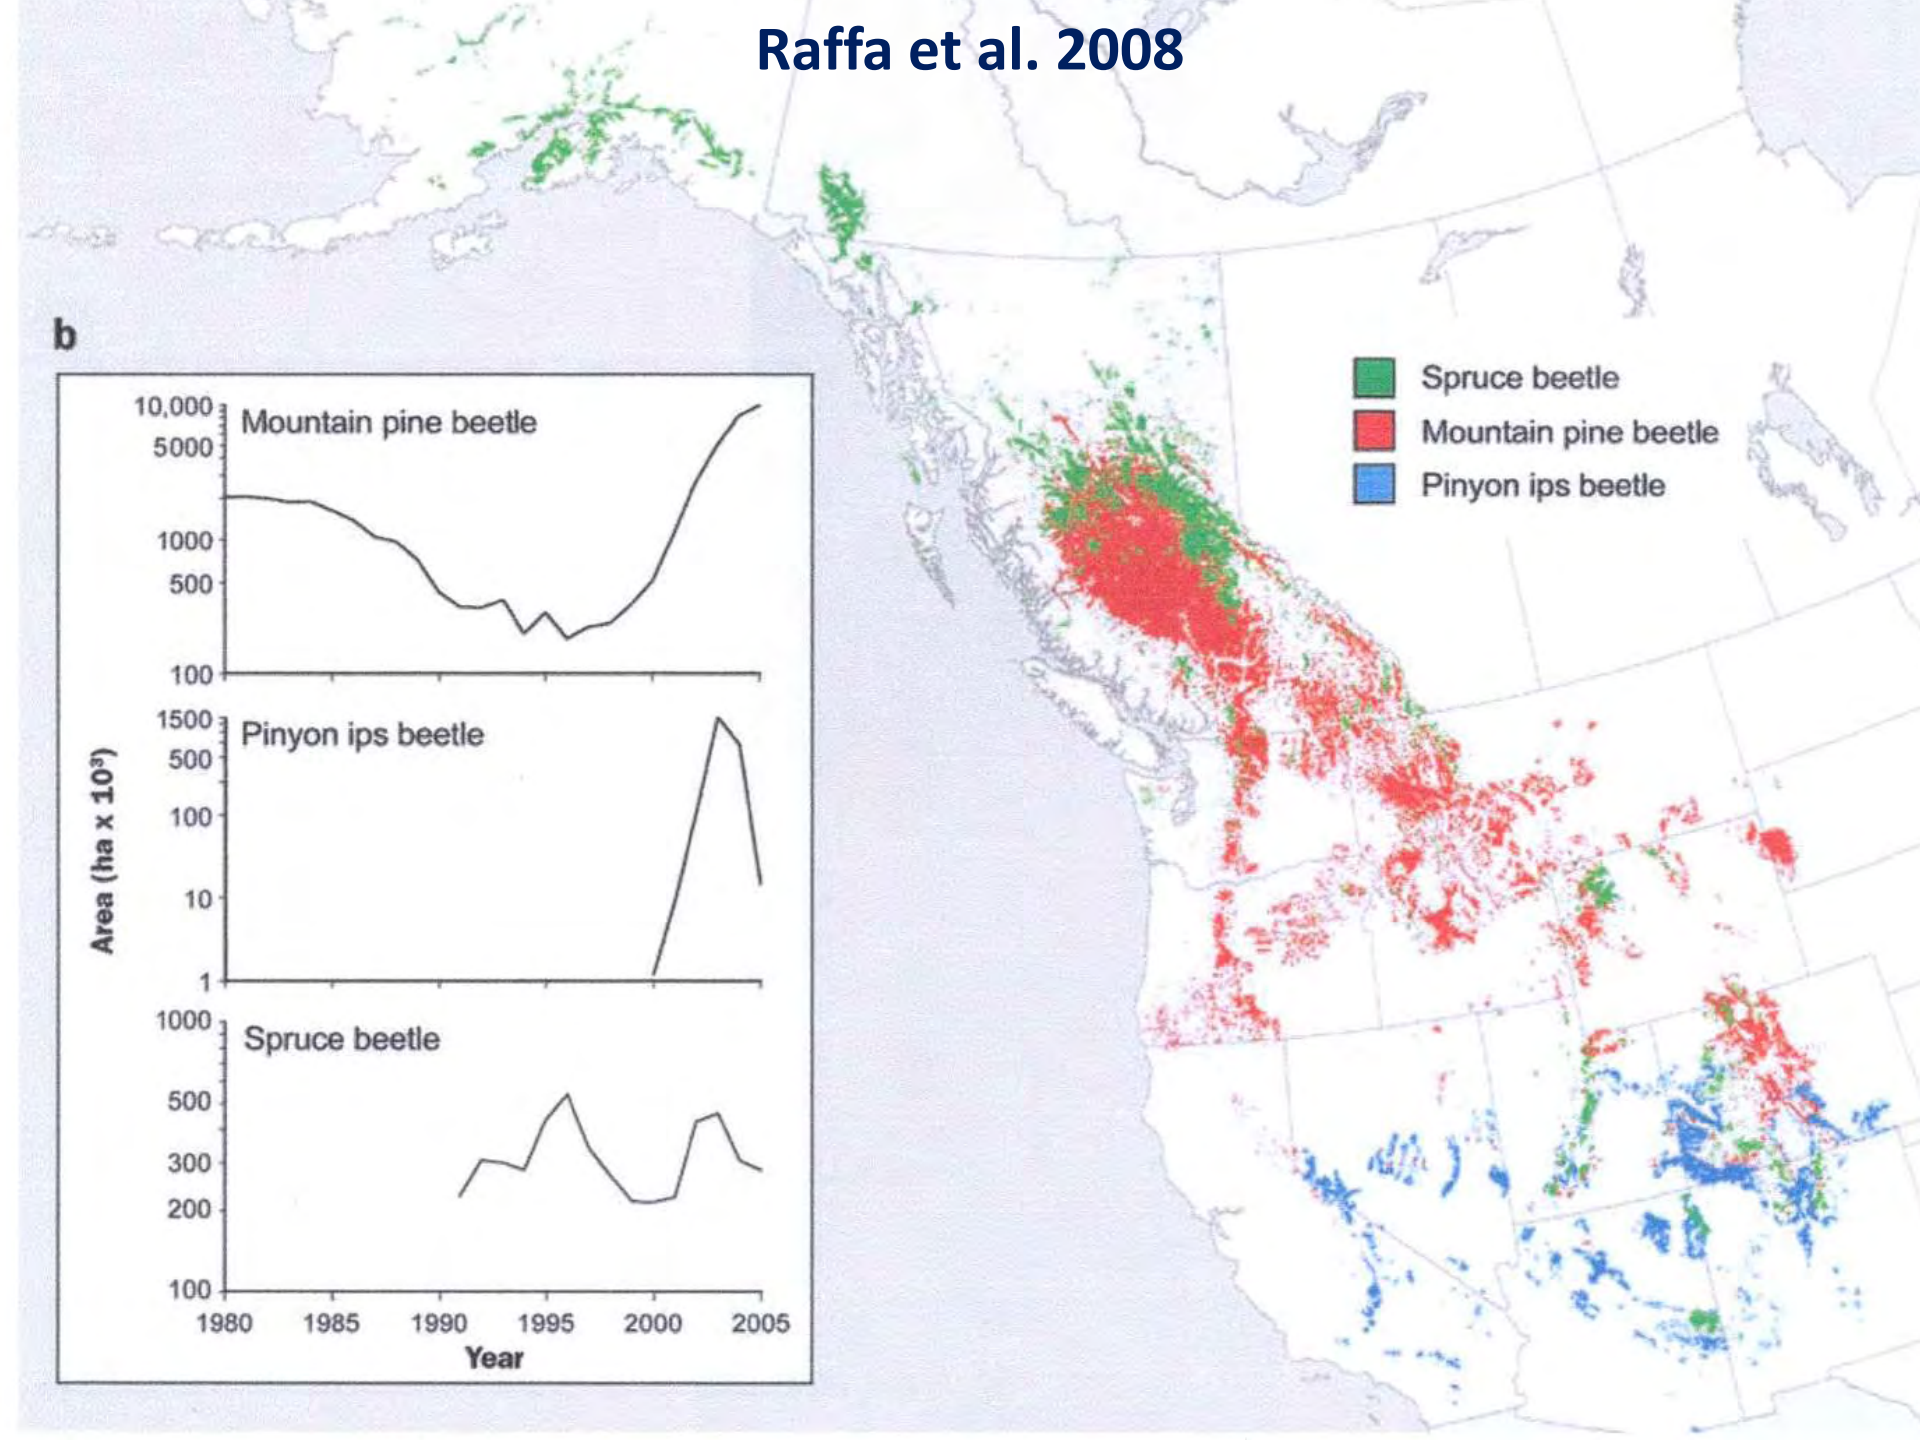 Raffa et al. 2008
b
Spruce beetle
Mountain pine beetle
Pinyon ips beetle
Area (ha x 10³)
Mountain pine beetle
10,000
5000
1000
500
100
Pinyon ips beetle
1500
500
100
10
1
Spruce beetle
1000
500
300
200
100
1980 1985 1990 1995 2000 2005
Year